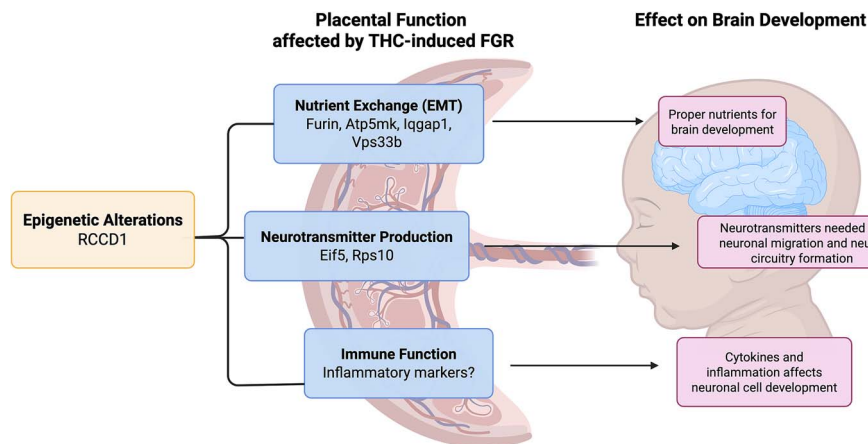 Placental Function
affected by THC-induced FGR
Effect on Brain Development
Nutrient Exchange (EMT)
Furin, Atp5mk, Iqgap1,
Vps33b
Proper nutrients for
brain development
Epigenetic Alterations
RCCD1
Neurotransmitter Production
Eif5, Rps10
Neurotransmitters needed
neuronal migration and
circuitry formation
Immune Function
Inflammatory markers?
Cytokines and
inflammation affects
neuronal cell development